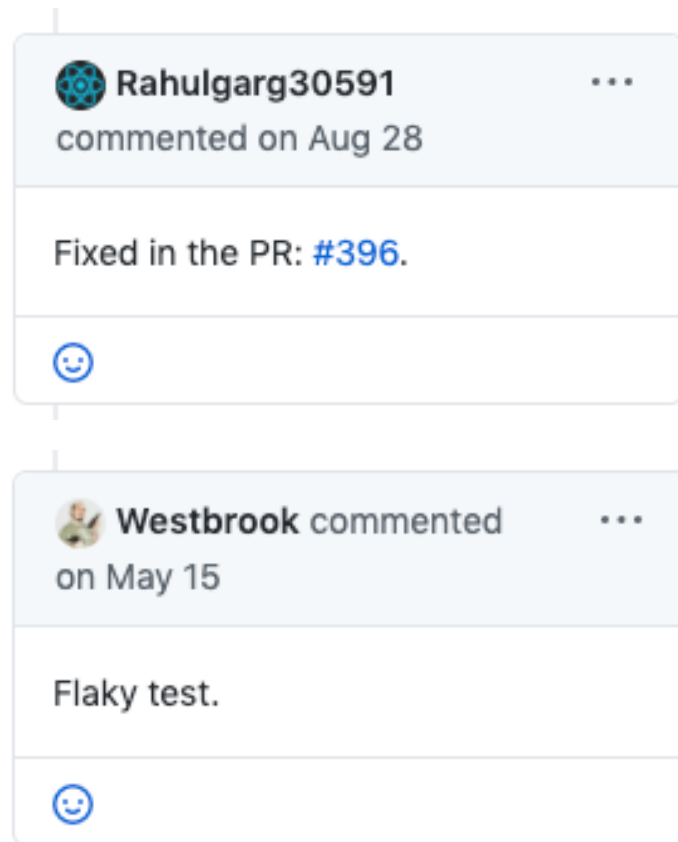 Rahulgarg30591
commented on Aug 28
Fixed in the PR: #396.
Westbrook commented
on May 15
Flaky test.